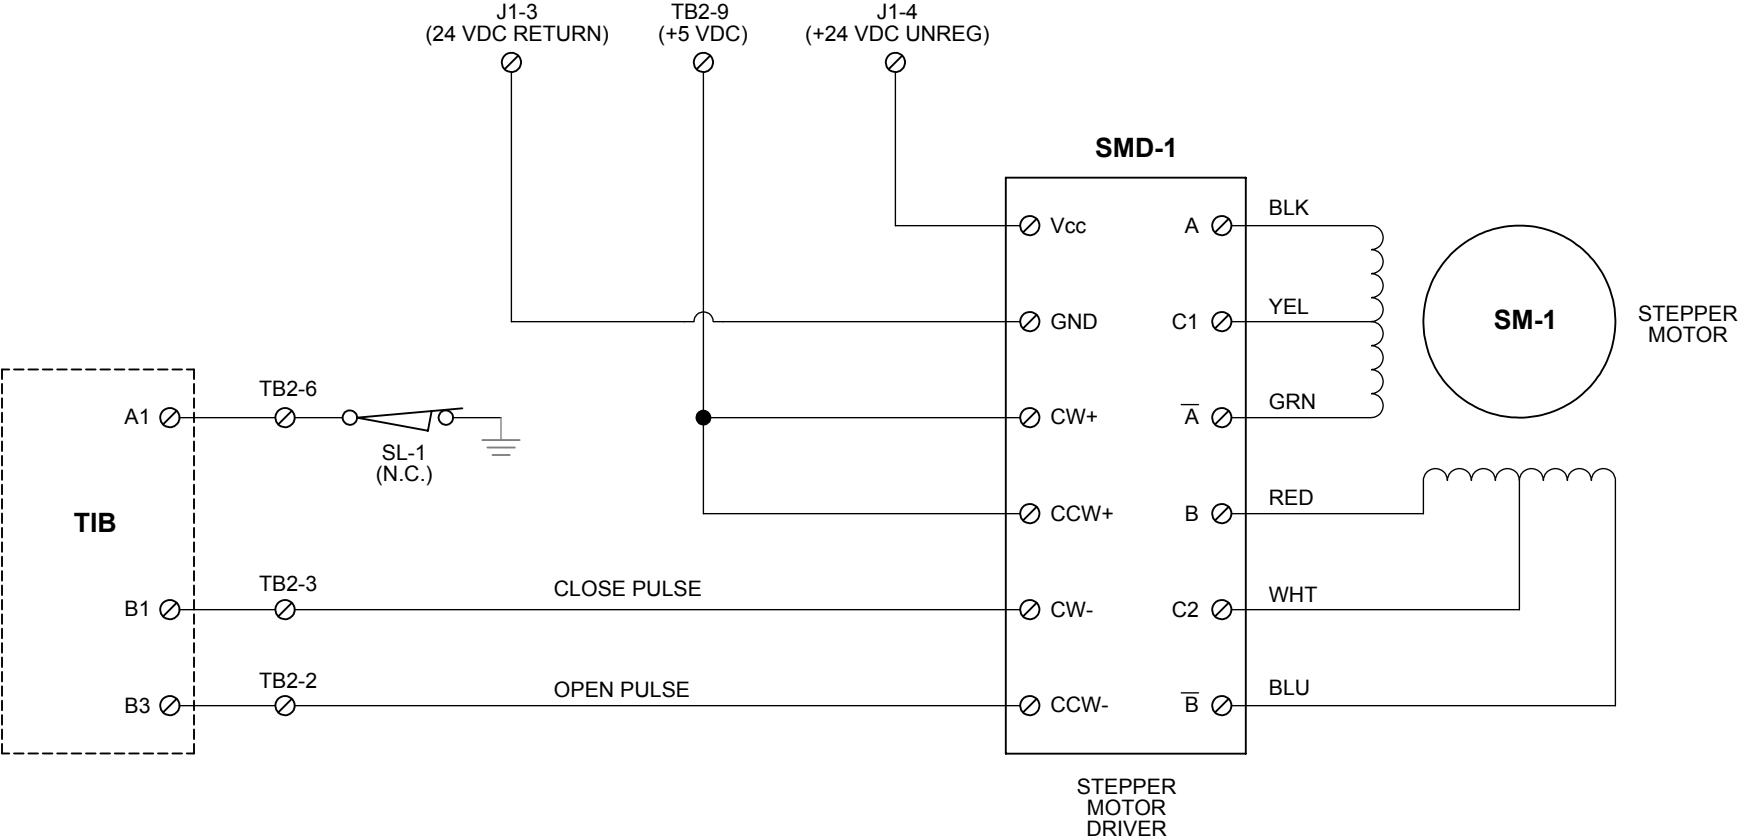 J1-3
(24 VDC RETURN)
TB2-9
(+5 VDC)
J1-4
(+24 VDC UNREG)
SMD-1
Vcc
GND
CW+
CCW+
CW-
CCW-
A
C1
A̅
B
C2
B̅
BLK
YEL
GRN
RED
WHT
BLU
SM-1
STEPPER
MOTOR
TIB
A1
B1
B3
TB2-6
SL-1
(N.C.)
TB2-3
CLOSE PULSE
TB2-2
OPEN PULSE
STEPPER
MOTOR
DRIVER